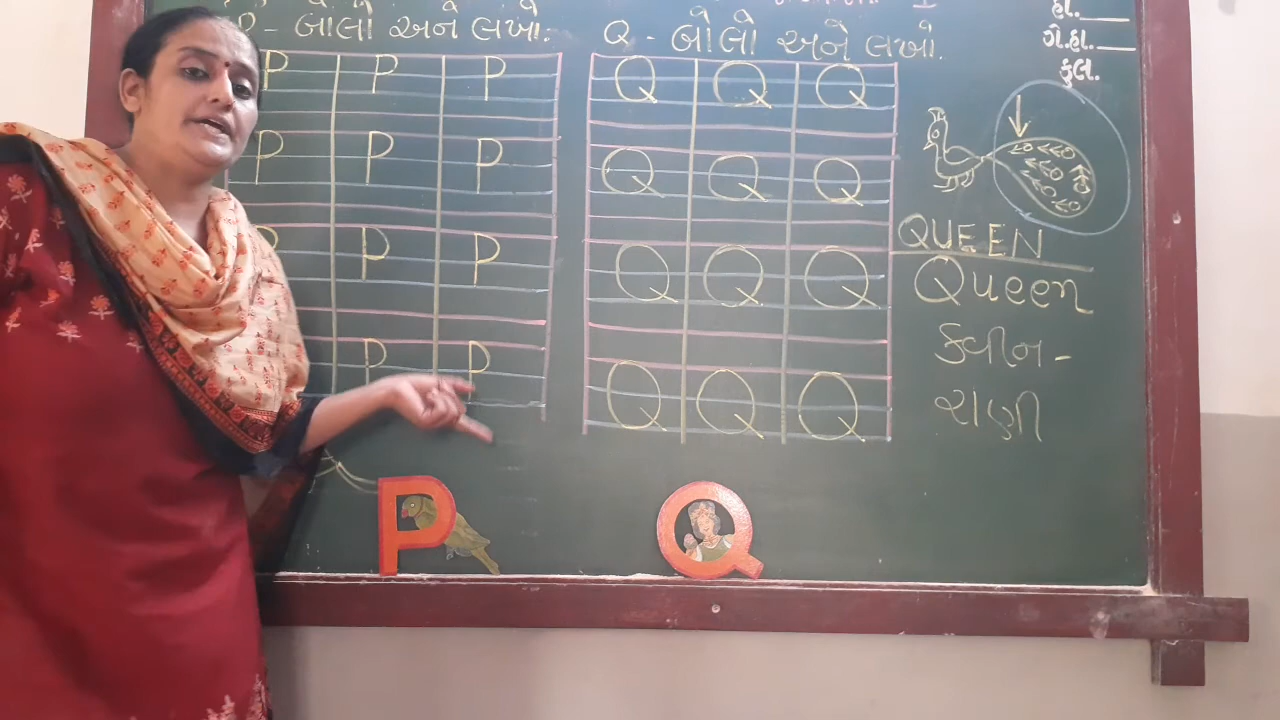 P - બોલો અને લખો.
P P P
P P P
P P P
P P
Q - બોલો અને લખો.
Q Q Q
Q Q Q
Q Q Q
Q Q Q
હા.
ગે.હા.
કુલ.
QUEEN
Queen
ક્વીન -
રાણી
P
Q